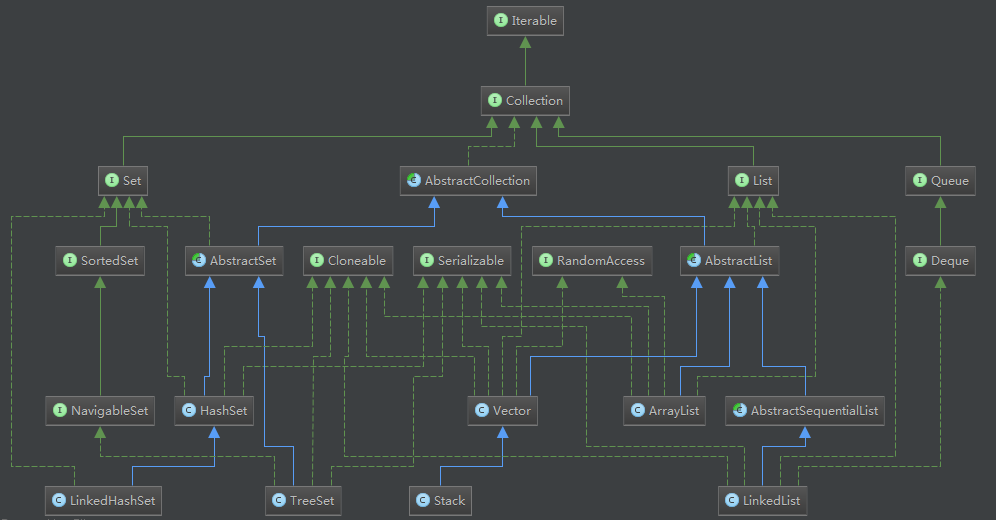 I Iterable
I Collection
I Set
C AbstractCollection
I List
I Queue
I SortedSet
C AbstractSet
I Cloneable
I Serializable
I RandomAccess
C AbstractList
I Deque
I NavigableSet
C HashSet
C Vector
C ArrayList
C AbstractSequentialList
C LinkedHashSet
C TreeSet
C Stack
C LinkedList